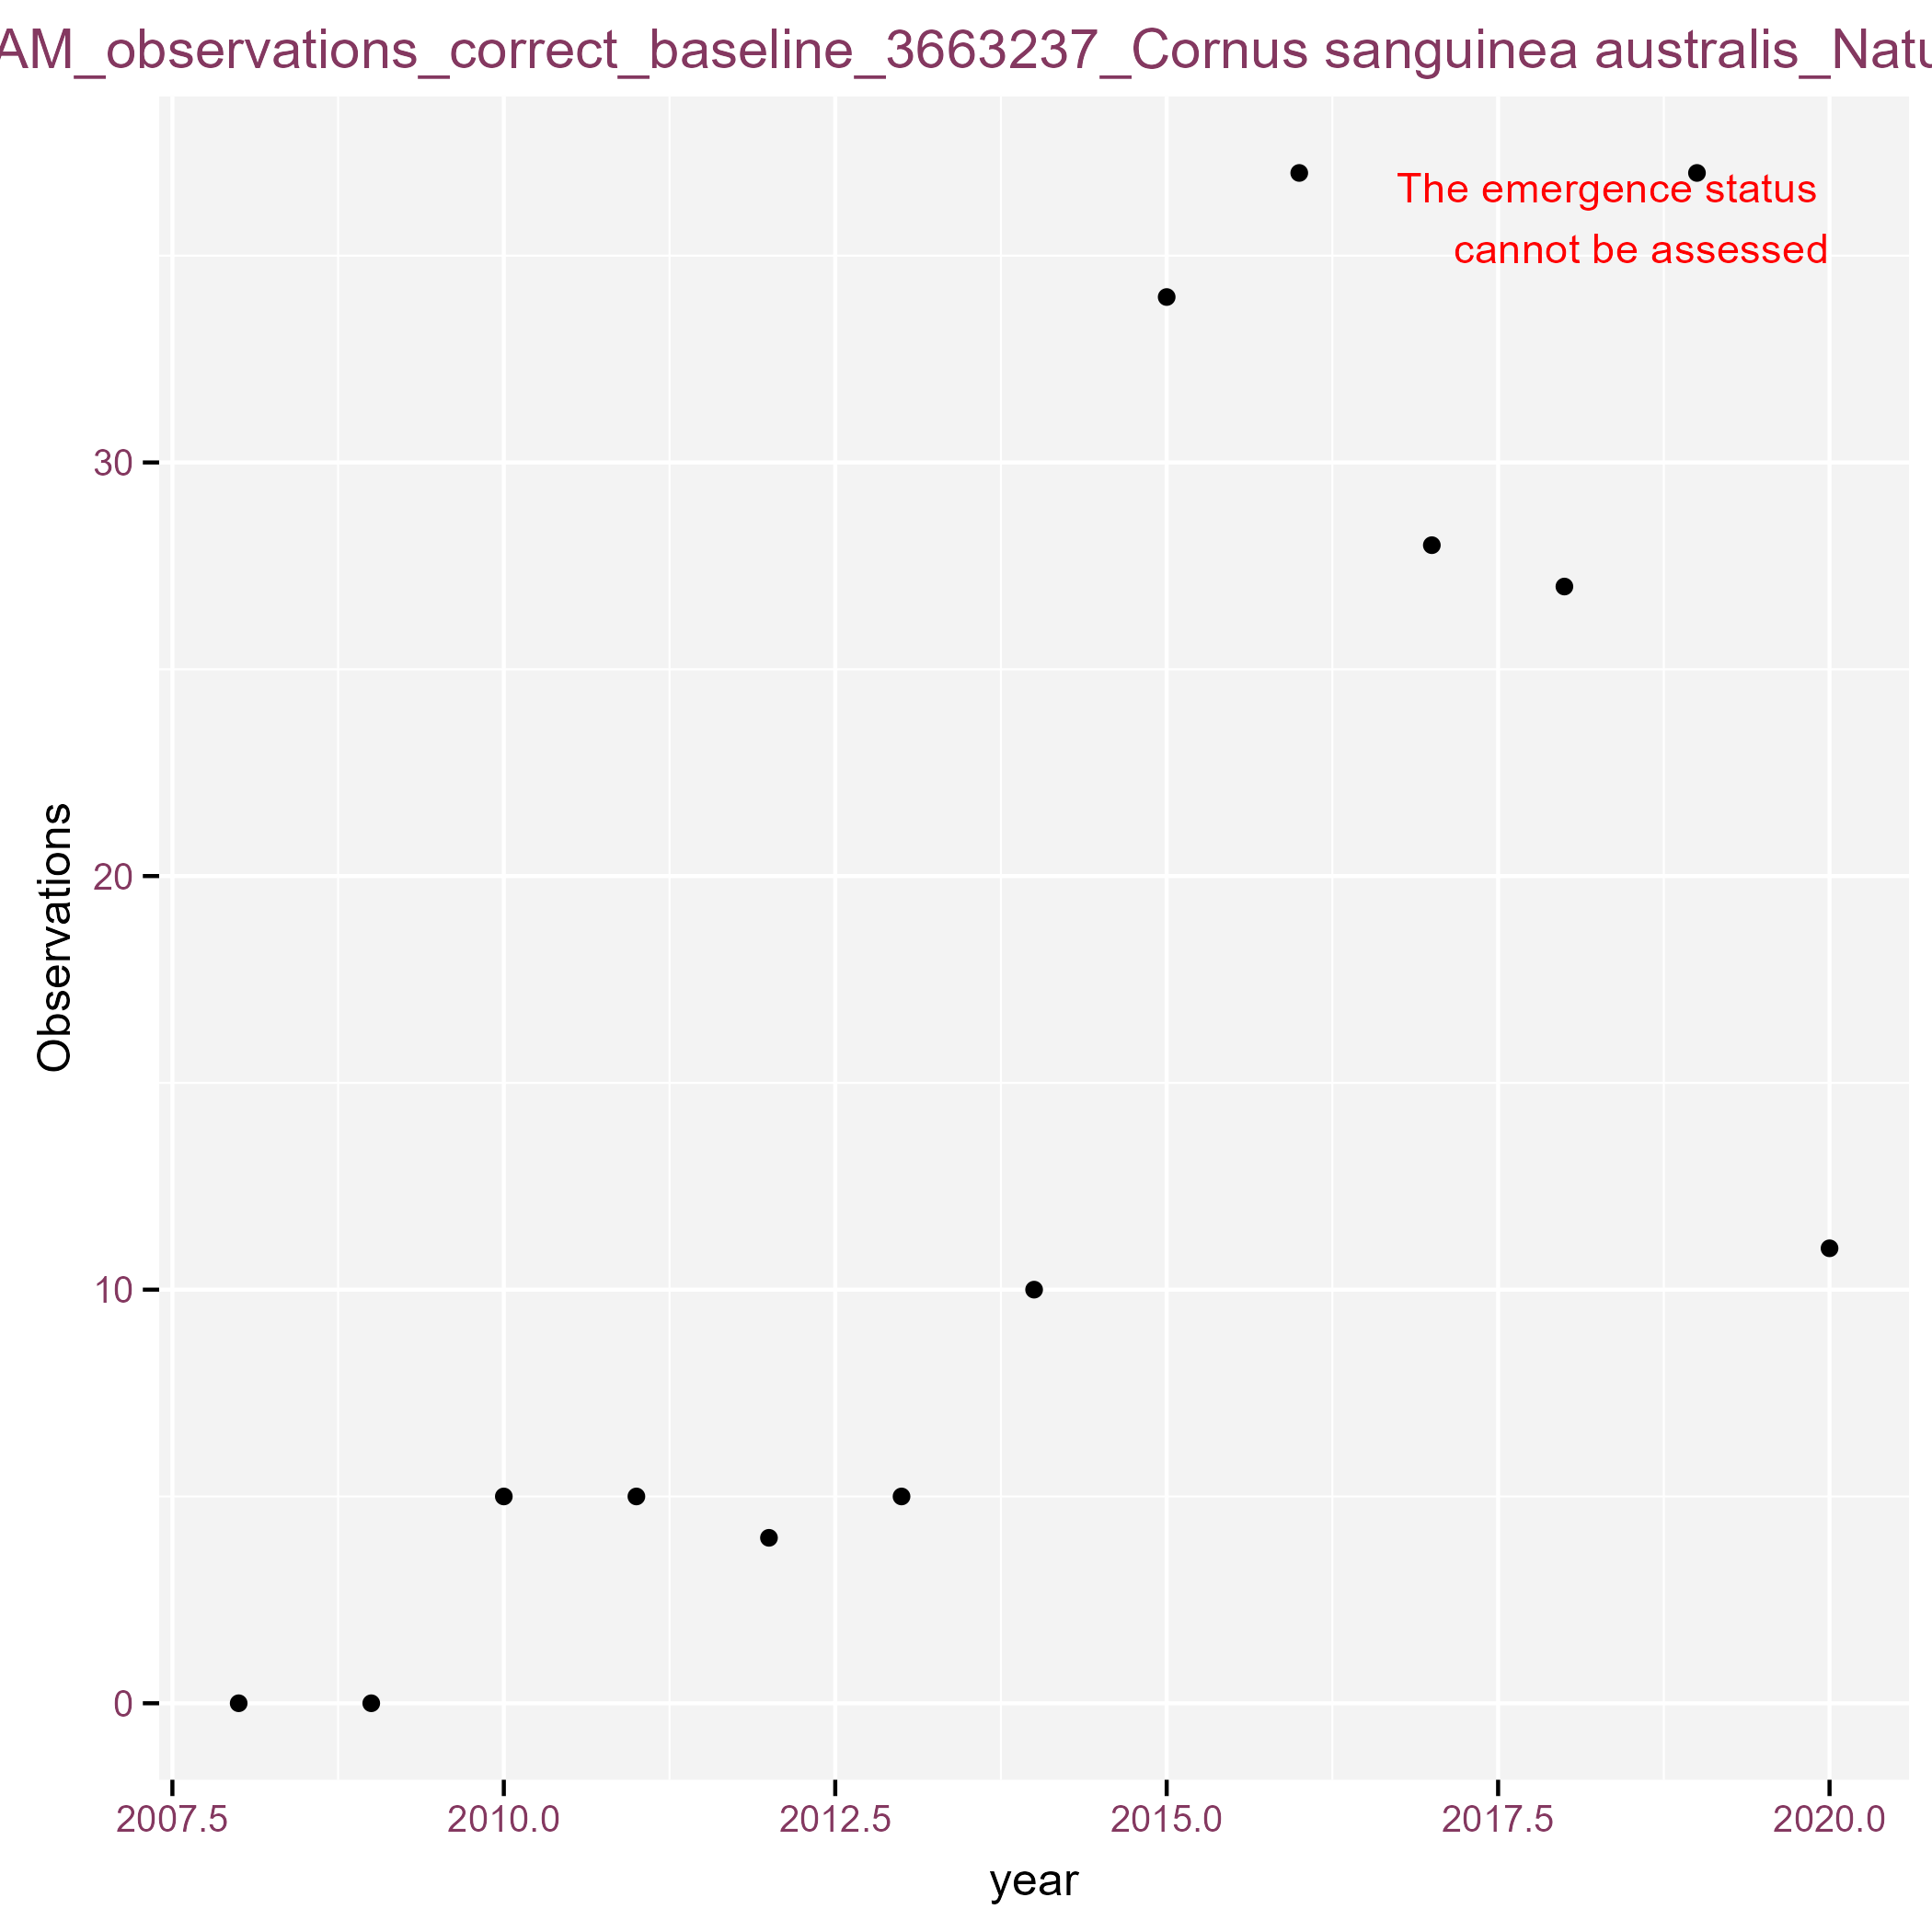 AM_observations_correct_baseline_3663237_Cornus sanguinea australis_Natu
The emergence status
cannot be assessed
30
20
10
0
Observations
2007.5 2010.0 2012.5 2015.0 2017.5 2020.0
year